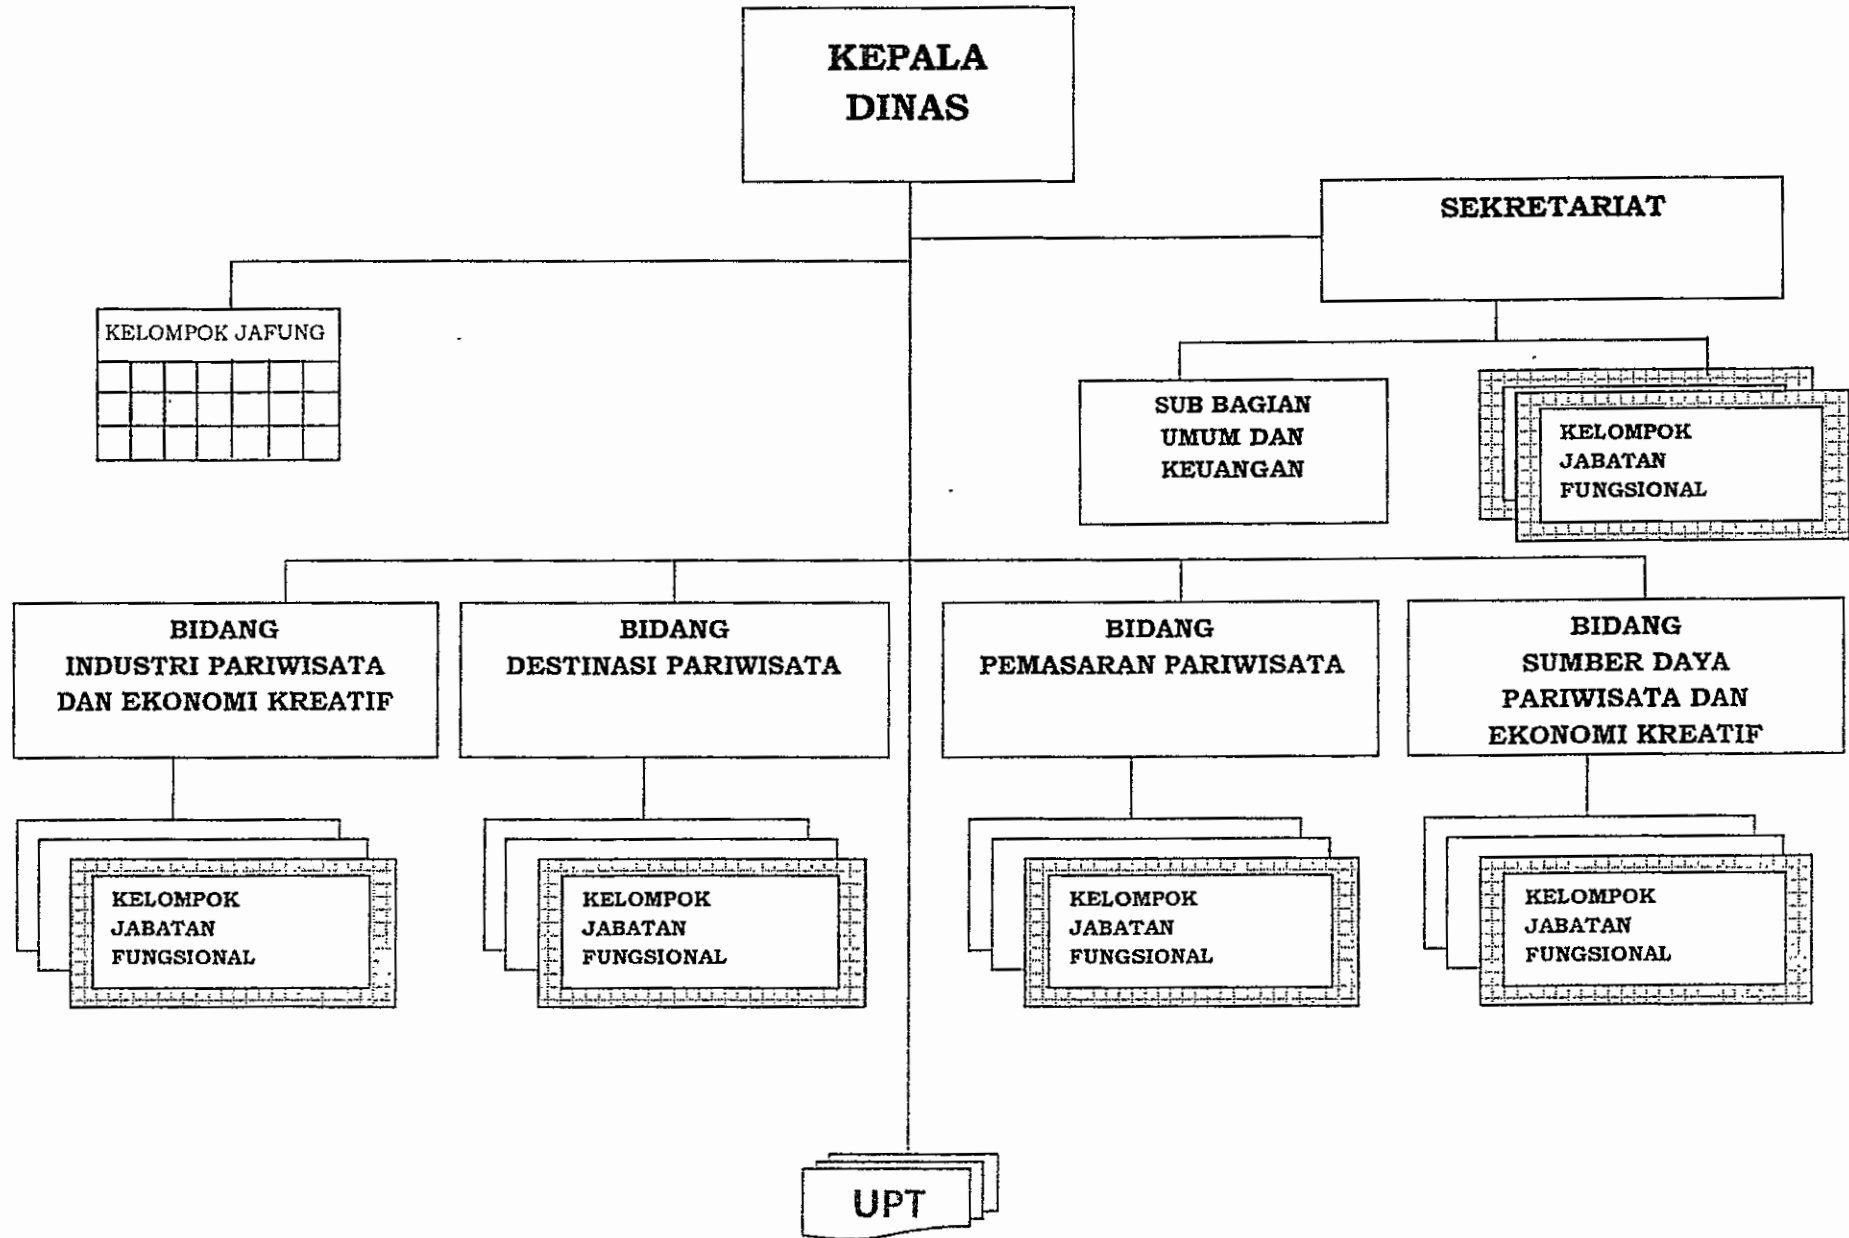 KEPALA
DINAS
SEKRETARIAT
KELOMPOK JAFUNG
SUB BAGIAN
UMUM DAN
KEUANGAN
KELOMPOK
JABATAN
FUNGSIONAL
BIDANG
INDUSTRI PARIWISATA
DAN EKONOMI KREATIF
BIDANG
DESTINASI PARIWISATA
BIDANG
PEMASARAN PARIWISATA
BIDANG
SUMBER DAYA
PARIWISATA DAN
EKONOMI KREATIF
KELOMPOK
JABATAN
FUNGSIONAL
KELOMPOK
JABATAN
FUNGSIONAL
KELOMPOK
JABATAN
FUNGSIONAL
KELOMPOK
JABATAN
FUNGSIONAL
UPT